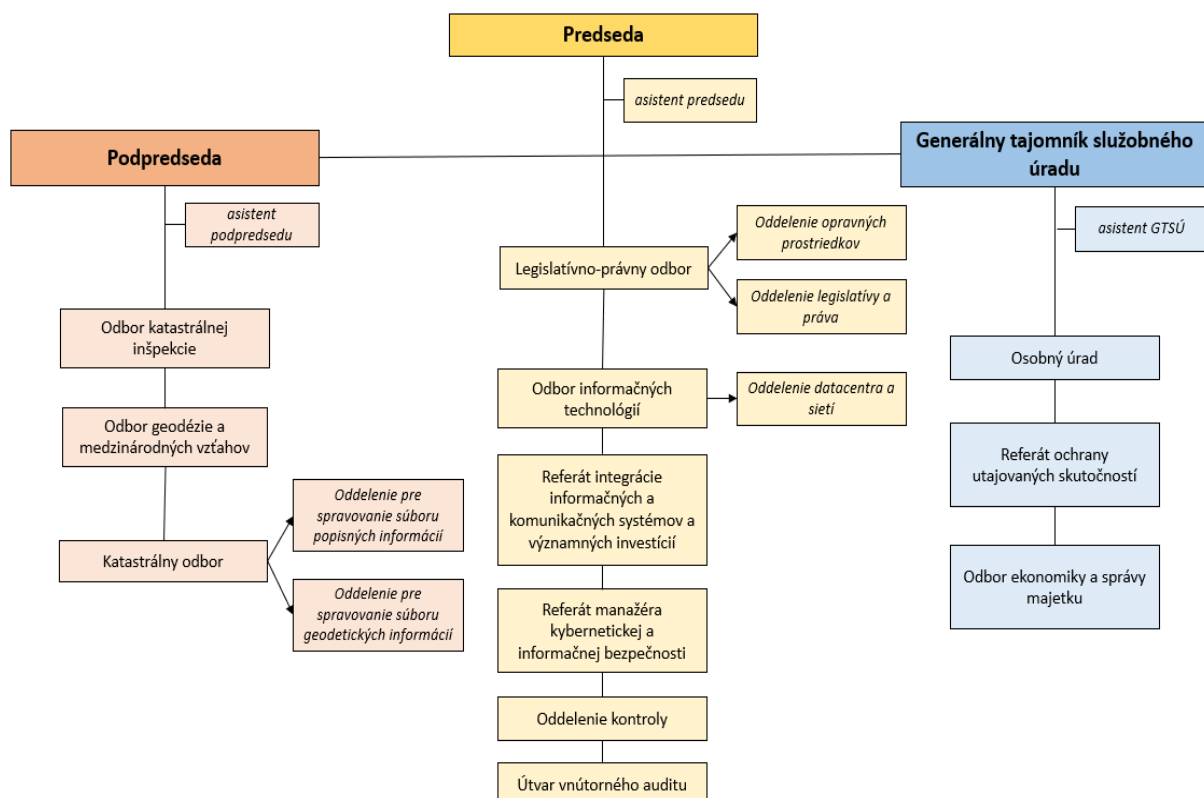 Predseda
asistent predsedu
Podpredseda
Generálny tajomník služobného
úradu
asistent
podpredsedu
Oddelenie opravných
prostriedkov
asistent GTSÚ
Legislatívno-právny odbor
Oddelenie legislatívy a
práva
Odbor katastrálnej
inšpekcie
Osobný úrad
Odbor informačných
technológií
Oddelenie datacentra a
sietí
Odbor geodézie a
medzinárodných vzťahov
Referát ochrany
utajovaných skutočností
Referát integrácie
informačných a
komunikačných systémov a
významných investícií
Oddelenie pre
spravovanie súboru
popisných informácií
Katastrálny odbor
Odbor ekonomiky a správy
majetku
Oddelenie pre
spravovanie súboru
geodetických informácií
Referát manažéra
kybernetickej a
informačnej bezpečnosti
Oddelenie kontroly
Útvar vnútorného auditu